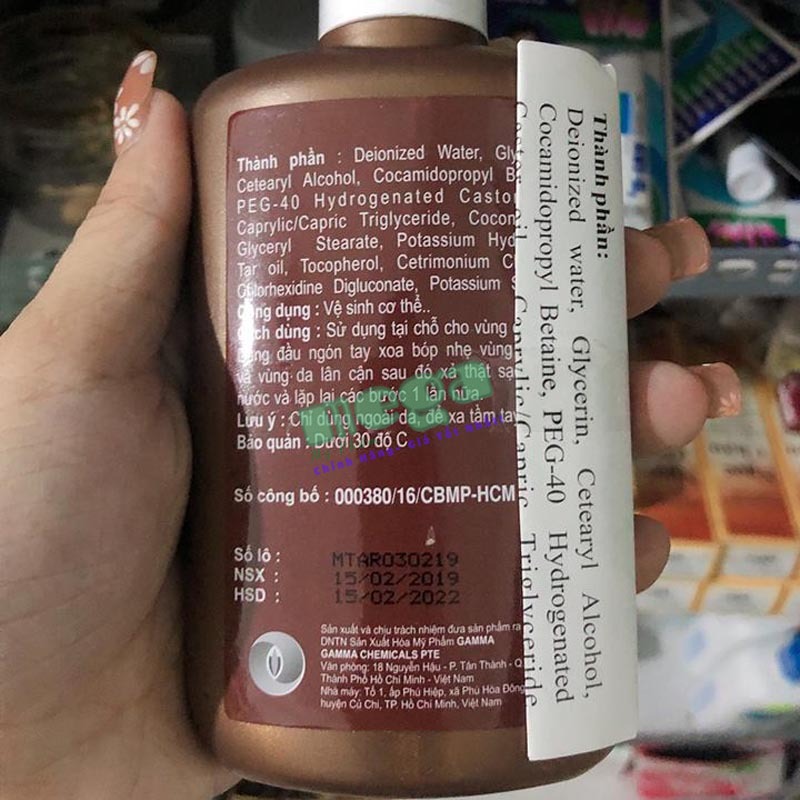 Thành phần : Deionized Water, Gly
Cetearyl Alcohol, Cocamidopropyl B
PEG-40 Hydrogenated Castor
Caprylic/Capric Triglyceride, Cocon
Glyceryl Stearate, Potassium Hyd
Tar oil, Tocopherol, Cetrimonium C
Chlorhexidine Digluconate, Potassium S
Công dụng : Vệ sinh cơ thể..
Cách dùng : Sử dụng tại chỗ cho vùng
bằng đầu ngón tay xoa bóp nhẹ vùng
và vùng da lân cận sau đó xả thật sạ
nước và lặp lại các bước 1 lần nữa.
Lưu ý : Chỉ dùng ngoài da, để xa tầm tay
Bảo quản : Dưới 30 độ C
mega
Số công bố : 000380/16/CBMP-HCM
Số lô : MTAR030219
NSX : 15/02/2019
HSD : 15/02/2022
Sản xuất và chịu trách nhiệm đưa sản phẩm ra
DNTN Sản Xuất Hóa Mỹ Phẩm GAMMA
GAMMA CHEMICALS PTE
Văn phòng: 18 Nguyễn Hậu - P. Tân Thành - Q
Thành Phố Hồ Chí Minh - Việt Nam
Nhà máy: Tổ 1, ấp Phú Hiệp, xã Phú Hòa Đông
huyện Củ Chi, TP. Hồ Chí Minh, Việt Nam
Thành phần:
Deionized water, Glycerin, Cetearyl Alcohol,
Cocamidopropyl Betaine, PEG-40 Hydrogenated
Castor oil, Caprylic/Capric Triglyceride